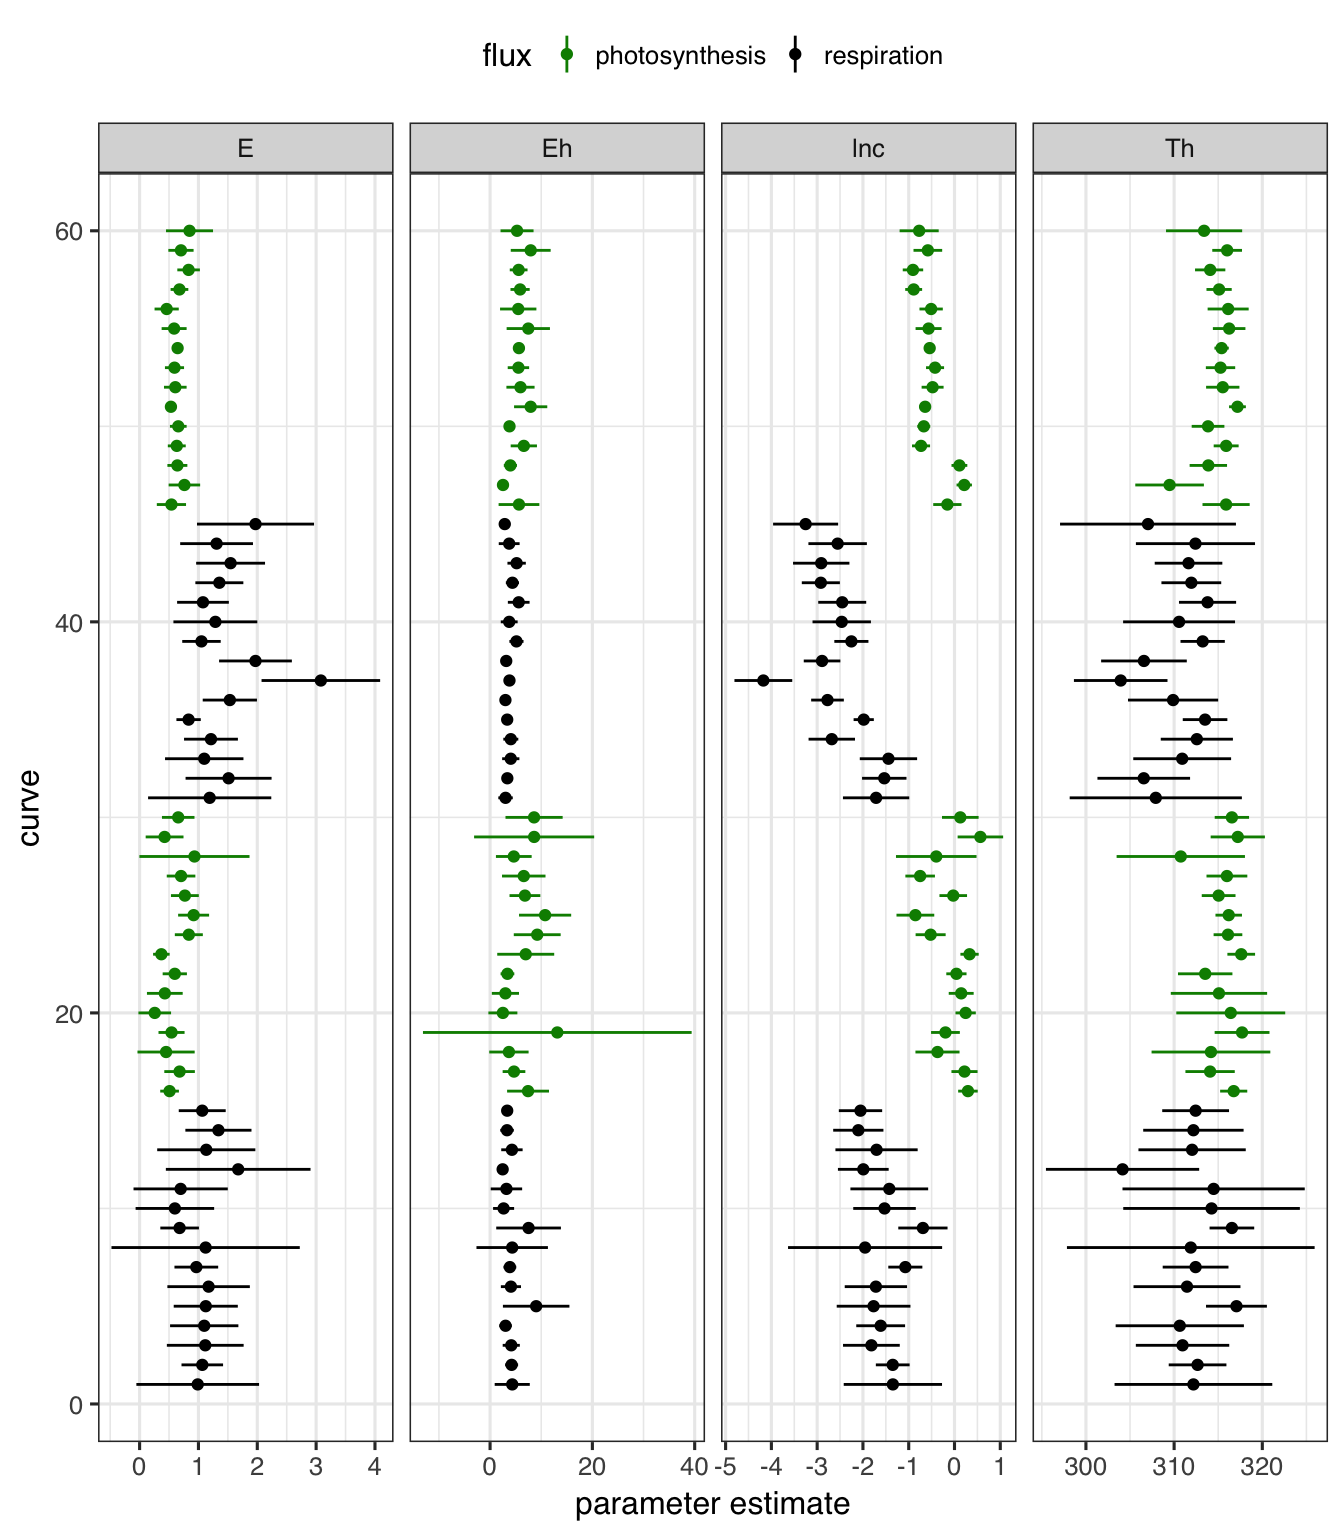 flux photosynthesis respiration
E Eh Inc Th
60
40
20
0
curve
0 1 2 3 4 0 20 40 -5 -4 -3 -2 -1 0 1 300 310 320
parameter estimate